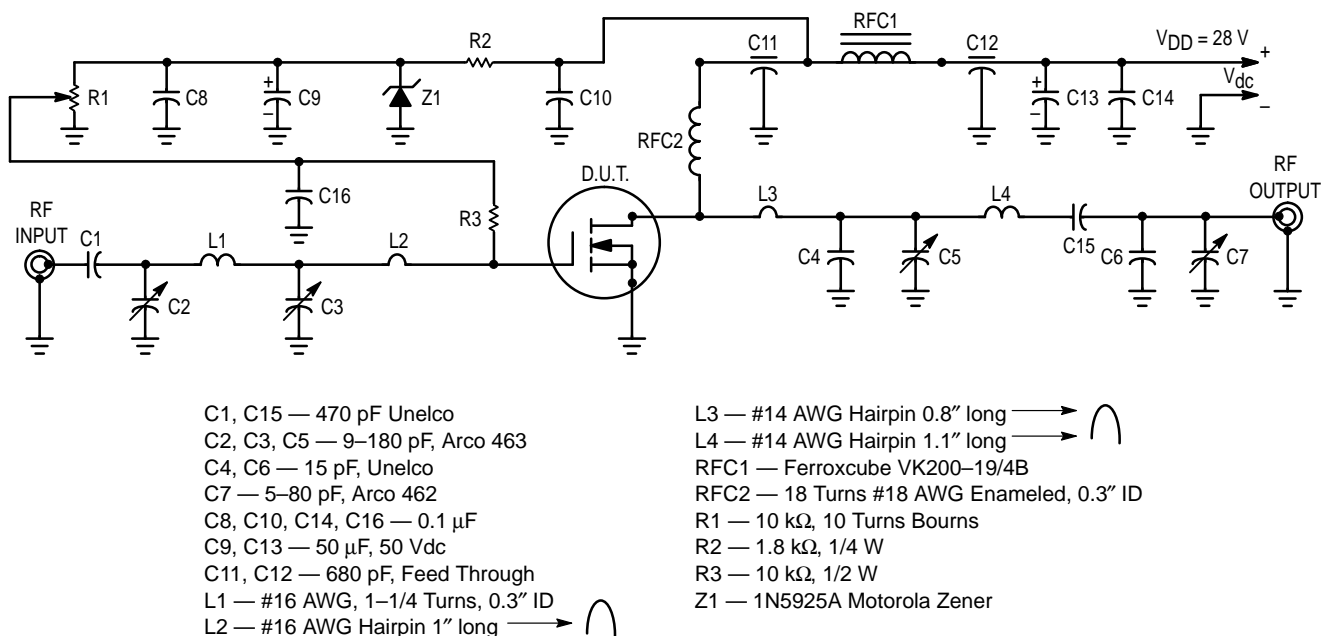 RFC1
R2
C11
C12
VDD = 28 V
+
R1
C8
+
C9
–
Z1
C10
+
C13
–
C14
Vdc
–
RFC2
C16
D.U.T.
RF
INPUT
C1
L1
L2
R3
L3
L4
RF
OUTPUT
C2
C3
C4
C5
C15
C6
C7
C1, C15 — 470 pF Unelco
C2, C3, C5 — 9–180 pF, Arco 463
C4, C6 — 15 pF, Unelco
C7 — 5–80 pF, Arco 462
C8, C10, C14, C16 — 0.1 μF
C9, C13 — 50 μF, 50 Vdc
C11, C12 — 680 pF, Feed Through
L1 — #16 AWG, 1–1/4 Turns, 0.3″ ID
L2 — #16 AWG Hairpin 1″ long
L3 — #14 AWG Hairpin 0.8″ long
L4 — #14 AWG Hairpin 1.1″ long
RFC1 — Ferroxcube VK200–19/4B
RFC2 — 18 Turns #18 AWG Enameled, 0.3″ ID
R1 — 10 kΩ, 10 Turns Bourns
R2 — 1.8 kΩ, 1/4 W
R3 — 10 kΩ, 1/2 W
Z1 — 1N5925A Motorola Zener